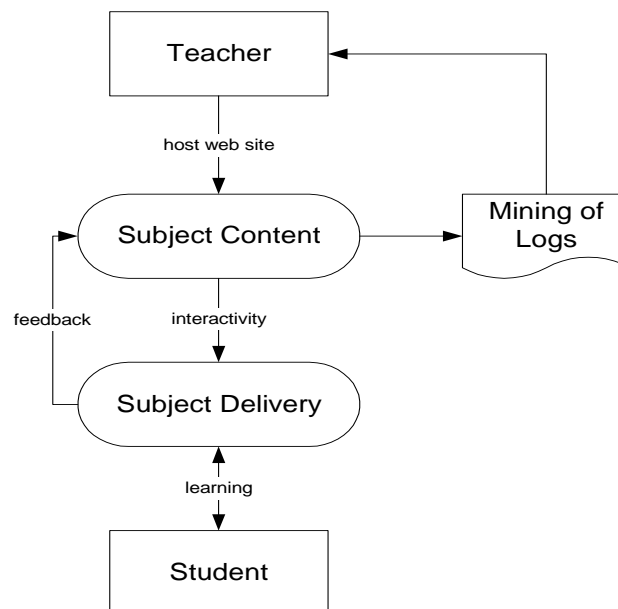 Teacher
host web site
Subject Content
Mining of
Logs
feedback
interactivity
Subject Delivery
learning
Student